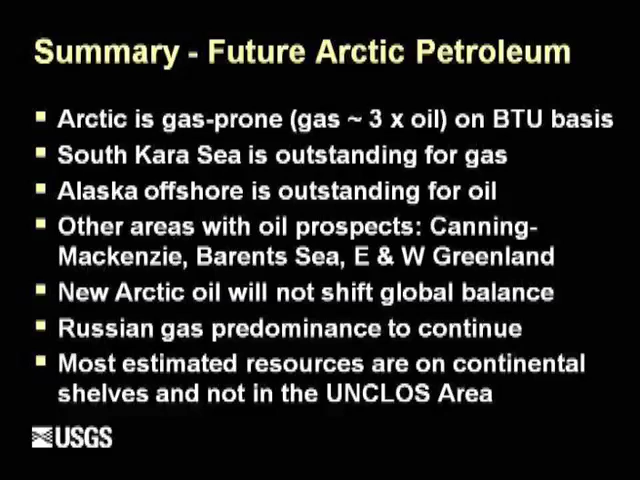 Summary - Future Arctic Petroleum
Arctic is gas-prone (gas ~ 3 x oil) on BTU basis
South Kara Sea is outstanding for gas
Alaska offshore is outstanding for oil
Other areas with oil prospects: Canning-
Mackenzie, Barents Sea, E & W Greenland
New Arctic oil will not shift global balance
Russian gas predominance to continue
Most estimated resources are on continental
shelves and not in the UNCLOS Area
USGS